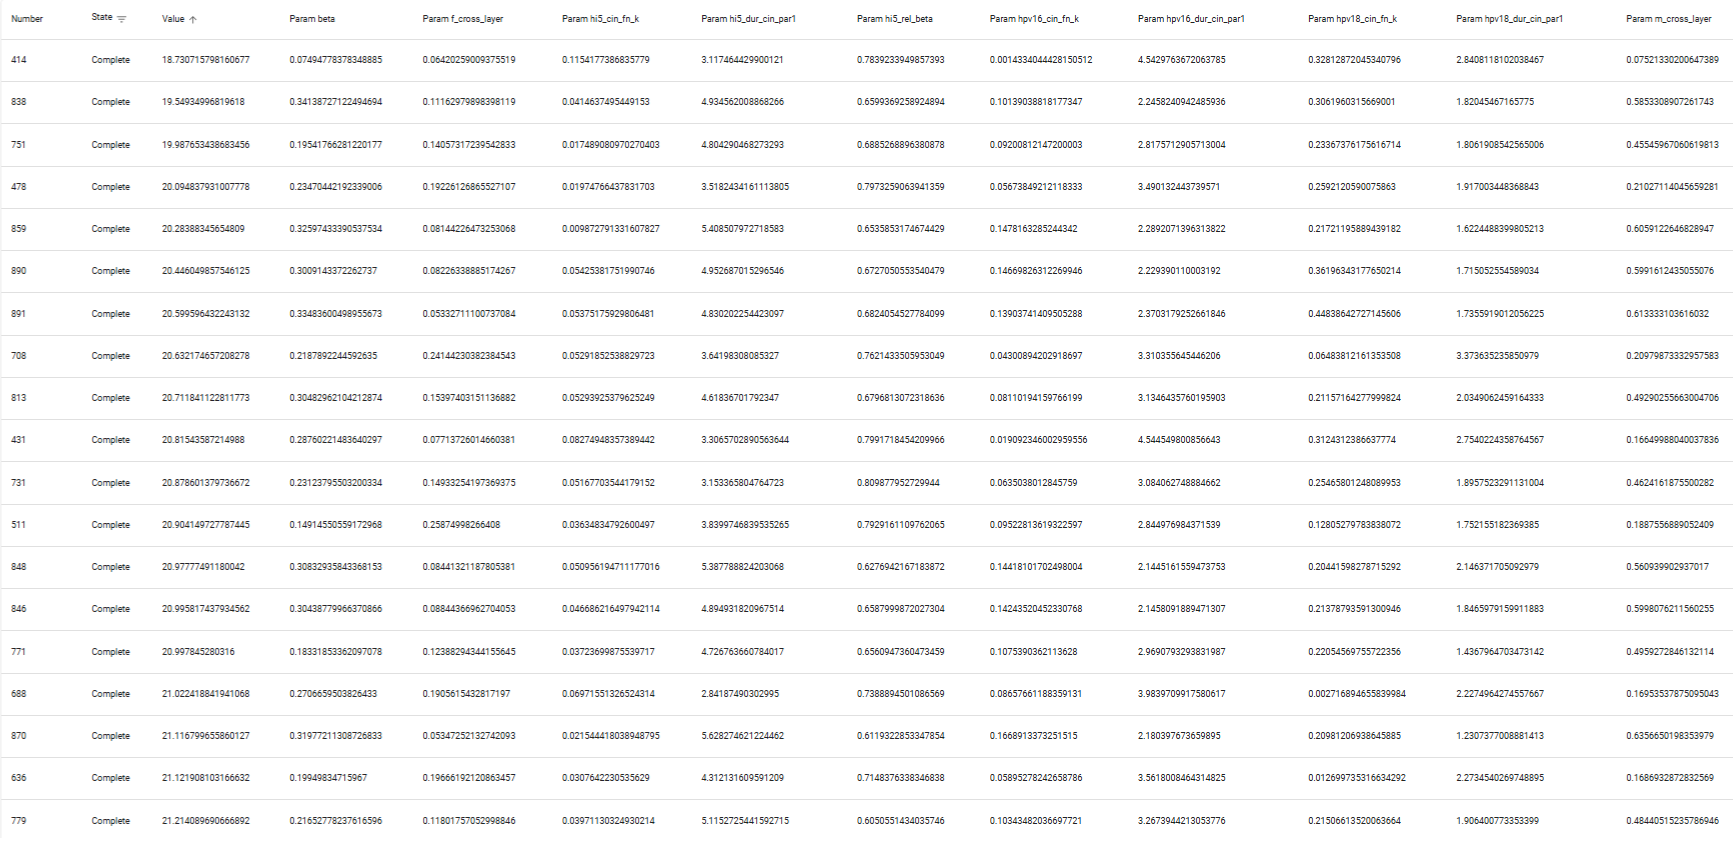 Number State Value Param beta Param f_cross_layer Param hi5_cin_fn_k Param hi5_dur_cin_par1 Param hi5_rel_beta Param hpv16_cin_fn_k Param hpv16_dur_cin_par1 Param hpv18_cin_fn_k Param hpv18_dur_cin_par1 Param m_cross_layer
414 Complete 18.730715798160677 0.07494778378348885 0.06420259009375519 0.1154177386835779 3.117464429900121 0.7839233949857393 0.0014334044428150512 4.5429763672063785 0.32812872045340796 2.8408118102038467 0.07521330200647389
838 Complete 19.54934996819618 0.34138727122494694 0.11162979898398119 0.0414637495449153 4.934562008868266 0.6599369258924894 0.10139038818177347 2.2458240942485936 0.3061960315669001 1.82045467165775 0.5853308907261743
751 Complete 19.987653438683456 0.19541766281220177 0.14057317239542833 0.017489080970270403 4.804290468273293 0.6885268896380878 0.09200812147200003 2.8175712905713004 0.23367376175616714 1.8061908542565006 0.45545967060619813
478 Complete 20.094837931007778 0.23470442192339006 0.19226126865527107 0.01974766437831703 3.5182434161113805 0.7973259063941359 0.05673849212118333 3.490132443739571 0.2592120590075863 1.917003448368843 0.21027114045659281
859 Complete 20.28388345654809 0.32597433390537534 0.08144226473253068 0.009872791331607827 5.408507972718583 0.6535853174674429 0.1478163285244342 2.2892071396313822 0.21721195889439182 1.6224488399805213 0.6059122646828947
890 Complete 20.446049857546125 0.3009143372262737 0.08226338885174267 0.05425381751990746 4.952687015296546 0.6727050553540479 0.14669826312269946 2.229390110003192 0.36196343177650214 1.715052554589034 0.5991612435055076
891 Complete 20.599596432243132 0.33483600498955673 0.05332711100737084 0.05375175929806481 4.830202254423097 0.6824054527784099 0.13903741409505288 2.3703179252661846 0.44838642727145606 1.7355919012056225 0.613333103616032
708 Complete 20.632174657208278 0.2187892244592635 0.24144230382384543 0.05291852538829723 3.64198308085327 0.7621433505953049 0.04300894202918697 3.310355645446206 0.06483812161353508 3.373635235850979 0.20979873332957583
813 Complete 20.711841122811773 0.30482962104212874 0.15397403151136882 0.05293925379625249 4.61836701792347 0.6796813072318636 0.08110194159766199 3.1346435760195903 0.21157164277999824 2.0349062459164333 0.49290255663004706
431 Complete 20.81543587214988 0.28760221483640297 0.07713726014660381 0.08274948357389442 3.3065702890563644 0.7991718454209966 0.019092346002959556 4.544549800856643 0.3124312386637774 2.7540224358764567 0.16649988040037836
731 Complete 20.878601379736672 0.23123795503200334 0.14933254197369375 0.05167703544179152 3.153365804764723 0.809877952729944 0.0635038012845759 3.084062748884662 0.25465801248089953 1.8957523291131004 0.4624161875500282
511 Complete 20.904149727787445 0.14914550559172968 0.25874998266408 0.03634834792600497 3.8399746839535265 0.7929161109762065 0.09522813619322597 2.844976984371539 0.12805279783838072 1.752155182369385 0.1887556889052409
848 Complete 20.97777491180042 0.30832935843368153 0.08441321187805381 0.050956194711177016 5.387788824203068 0.6276942167183872 0.14418101702498004 2.1445161559473753 0.20441598278715292 2.146371705092979 0.560939902937017
846 Complete 20.995817437934562 0.30438779966370866 0.08844366962704053 0.046686216497942114 4.894931820967514 0.6587999872027304 0.14243520452330768 2.1458091889471307 0.21378793591300946 1.8465979159911883 0.5998076211560255
771 Complete 20.997845280316 0.18331853362097078 0.12388294344155645 0.03723699875539717 4.726763660784017 0.6560947360473459 0.1075390362113628 2.9690793293831987 0.22054569755722356 1.4367964703473142 0.4959272846132114
688 Complete 21.022418841941068 0.2706659503826433 0.1905615432817197 0.06971551326524314 2.84187490302995 0.7388894501086569 0.08657661188359131 3.9839709917580617 0.002716894655839984 2.2274964274557667 0.16953537875095043
870 Complete 21.116799655860127 0.31977211308726833 0.05347252132742093 0.021544418038948795 5.628274621224462 0.6119322853347854 0.1668913373251515 2.180397673659895 0.20981206938645885 1.2307377008881413 0.6356650198353979
636 Complete 21.121908103166632 0.19949834715967 0.19666192120863457 0.0307642230535629 4.312131609591209 0.7148376338346838 0.05895278242658786 3.5618008464314825 0.012699735316634292 2.2734540269748895 0.1686932872832569
779 Complete 21.214089690666892 0.21652778237616596 0.11801757052998846 0.03971130324930214 5.1152725441592715 0.6050551434035746 0.1034348203669 7721 3.2673944213053776 0.21506613520063664 1.906400773353399 0.48440515235786946